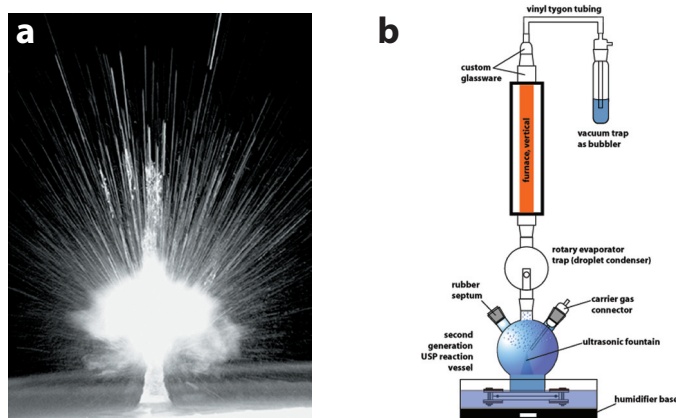 a
b
vinyl tygon tubing
custom
glassware
furnace, vertical
vacuum trap
as bubbler
rotary evaporator
trap (droplet condenser)
rubber
septum
carrier gas
connector
second
generation
USP reaction
vessel
ultrasonic fountain
humidifier base